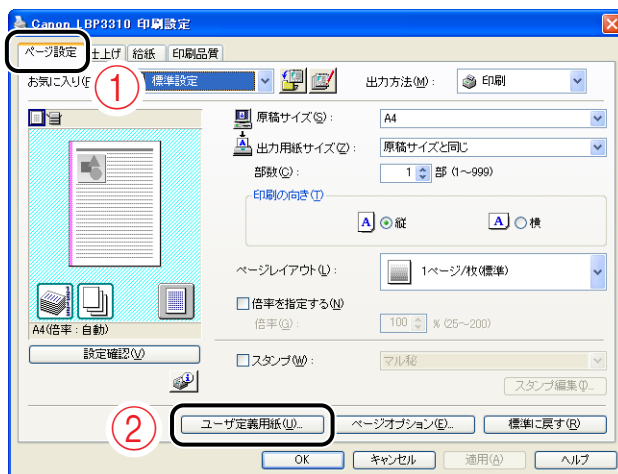 Canon LBP3310 印刷設定
ページ設定 仕上げ 給紙 印刷品質
① お気に入り(F 標準設定 出力方法(M): 印刷
原稿サイズ(S): A4
出力用紙サイズ(Z): 原稿サイズと同じ
部数(C): 1 部 (1~999)
印刷の向き(T)
A 縦 A 横
ページレイアウト(L): 1ページ/枚(標準)
倍率を指定する(N)
倍率(G): 100 % (25~200)
A4(倍率:自動)
設定確認(V)
スタンプ(W): マル秘
スタンプ編集(I)...
② ユーザ定義用紙(U)... ページオプション(E)... 標準に戻す(R)
OK キャンセル 適用(A) ヘルプ